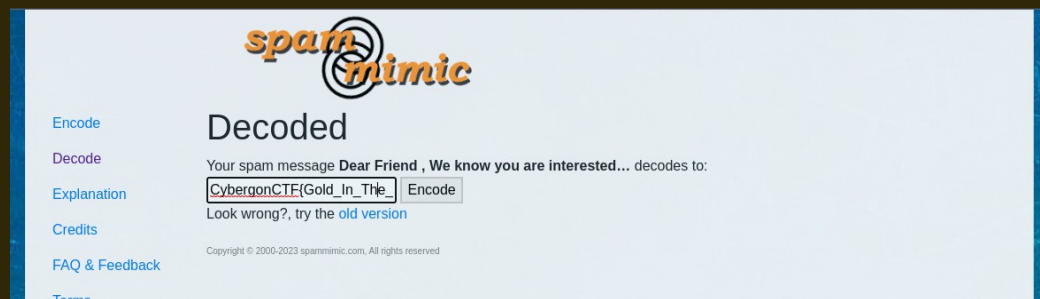 spam
mimic
Encode
Decode
Explanation
Credits
FAQ & Feedback
Terms
Decoded
Your spam message Dear Friend , We know you are interested... decodes to:
CybergonCTF{Gold_In_The_ Encode
Look wrong?, try the old version
Copyright © 2000-2023 spammimic.com, All rights reserved